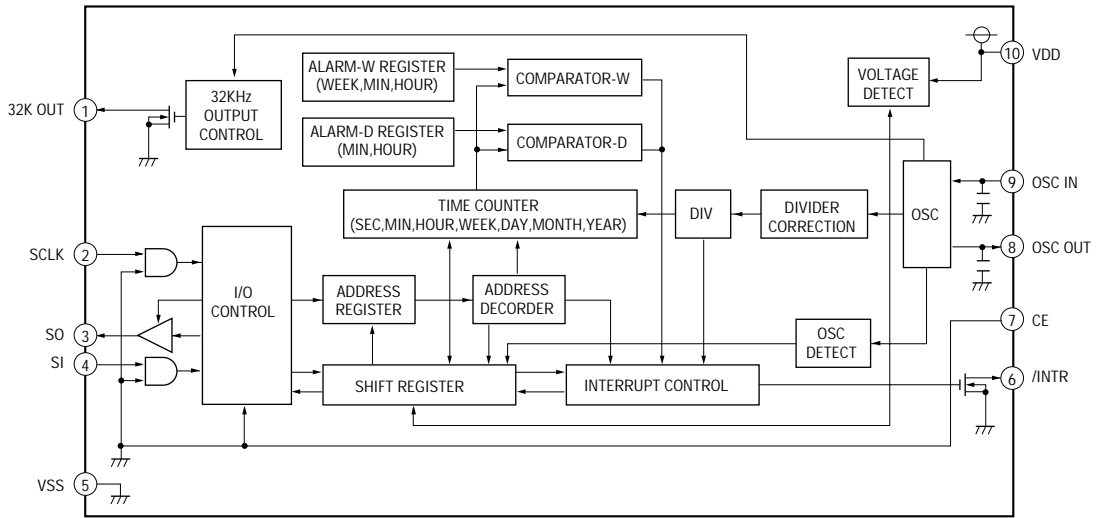 10 VDD
VOLTAGE
DETECT
ALARM-W REGISTER
(WEEK,MIN,HOUR)
COMPARATOR-W
32K OUT 1
32KHz
OUTPUT
CONTROL
ALARM-D REGISTER
(MIN,HOUR)
COMPARATOR-D
9 OSC IN
TIME COUNTER
(SEC,MIN,HOUR,WEEK,DAY,MONTH,YEAR)
DIV
DIVIDER
CORRECTION
OSC
8 OSC OUT
SCLK 2
I/O
CONTROL
ADDRESS
REGISTER
ADDRESS
DECORDER
7 CE
SO 3
OSC
DETECT
SI 4
SHIFT REGISTER
INTERRUPT CONTROL
6 /INTR
VSS 5